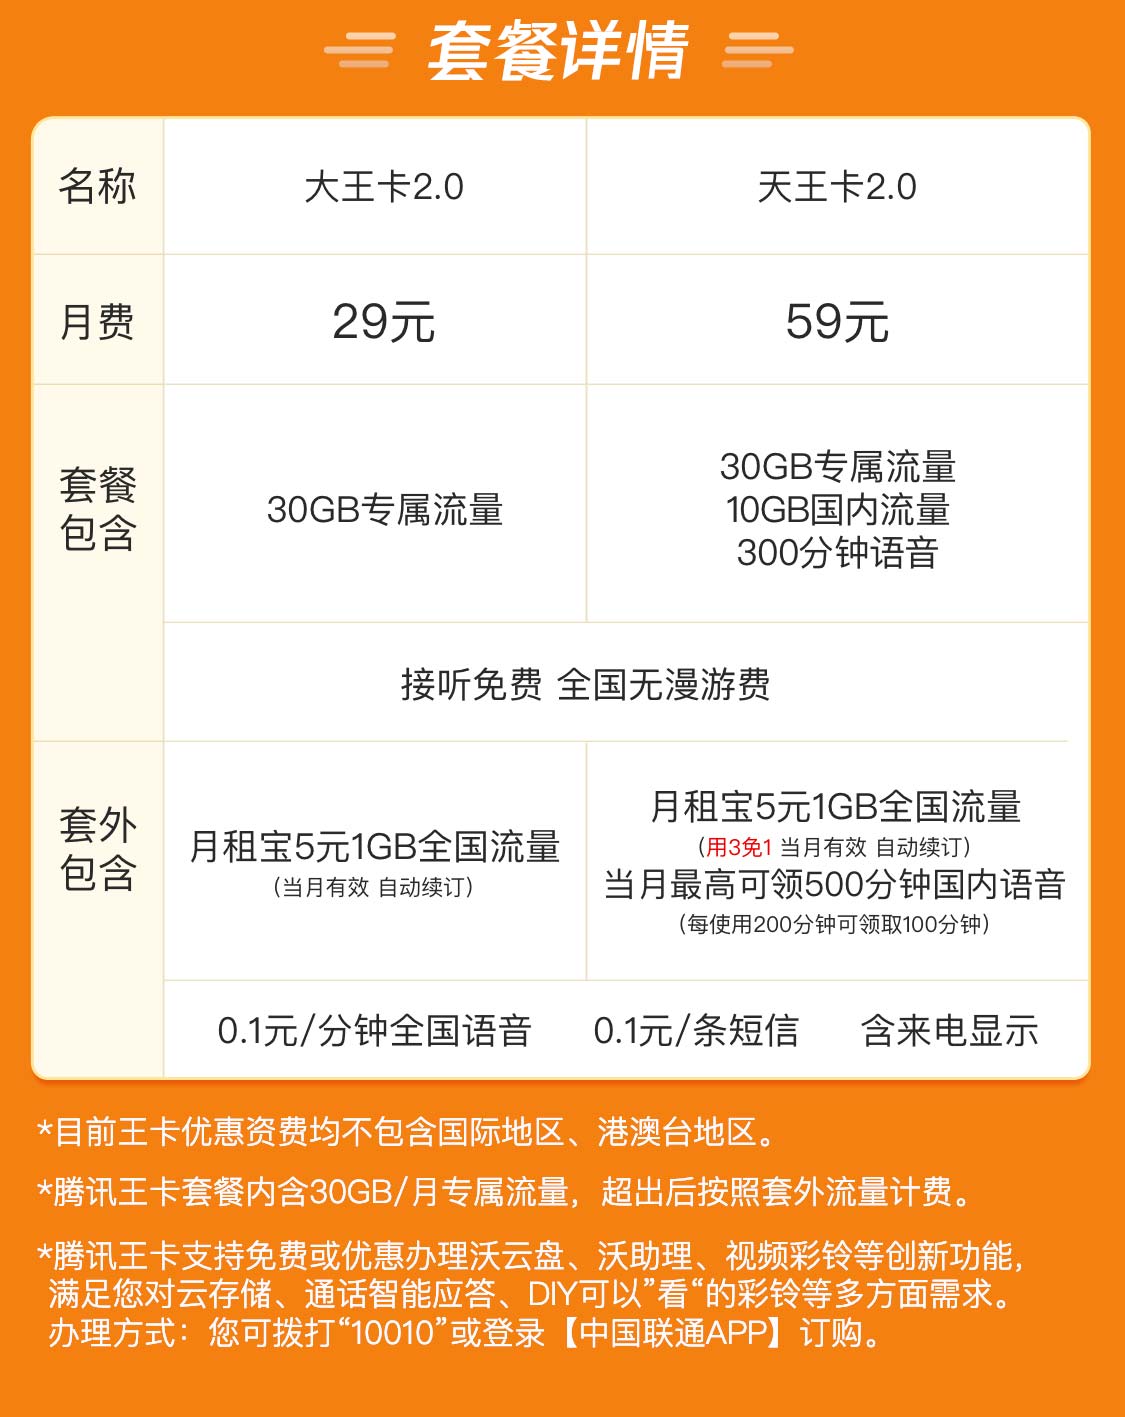 套餐详情
名称
大王卡2.0
天王卡2.0
月费
29元
59元
套餐
包含
30GB专属流量
30GB专属流量
10GB国内流量
300分钟语音
接听免费 全国无漫游费
套外
包含
月租宝5元1GB全国流量
(当月有效 自动续订)
月租宝5元1GB全国流量
(用3免1 当月有效 自动续订)
当月最高可领500分钟国内语音
(每使用200分钟可领取100分钟)
0.1元/分钟全国语音 0.1元/条短信 含来电显示
*目前王卡优惠资费均不包含国际地区、港澳台地区。
*腾讯王卡套餐内含30GB/月专属流量，超出后按照套外流量计费。
*腾讯王卡支持免费或优惠办理沃云盘、沃助理、视频彩铃等创新功能，
满足您对云存储、通话智能应答、DIY可以”看“的彩铃等多方面需求。
办理方式：您可拨打“10010”或登录【中国联通APP】订购。